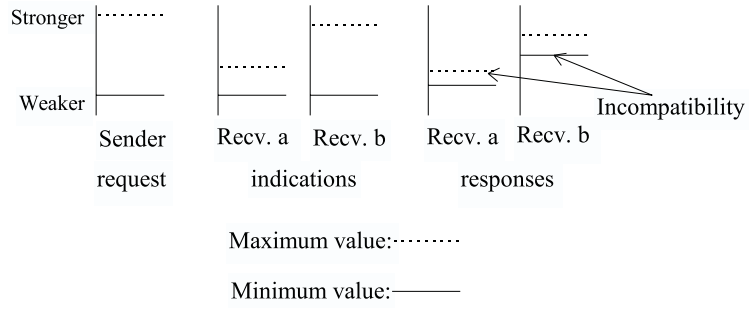 Stronger
Weaker
Incompatibility
Sender
Recv. a
Recv. b
Recv. a
Recv. b
request
indications
responses
Maximum value:
Minimum value: